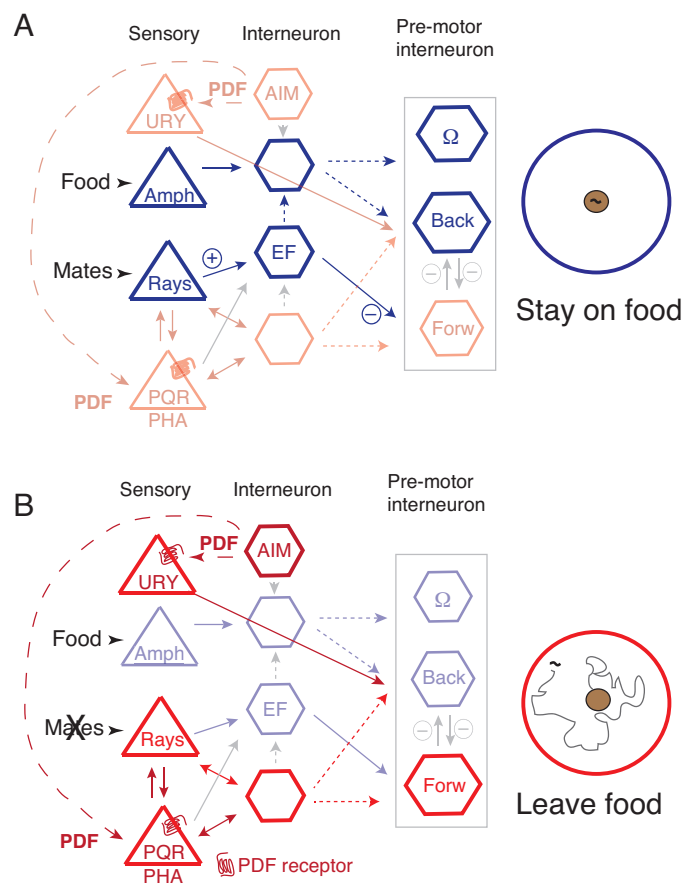 A
Sensory
Interneuron
Pre-motor
interneuron
PDF
AIM
URY
Ω
Food
Amph
Back
Mates
+
EF
Rays
−
− −
Forw
Stay on food
PDF
PQR
PHA
B
Sensory
Interneuron
Pre-motor
interneuron
PDF
AIM
URY
Ω
Food
Amph
Back
Mates
EF
Rays
− −
Forw
Leave food
PDF
PQR
PDF receptor
PHA